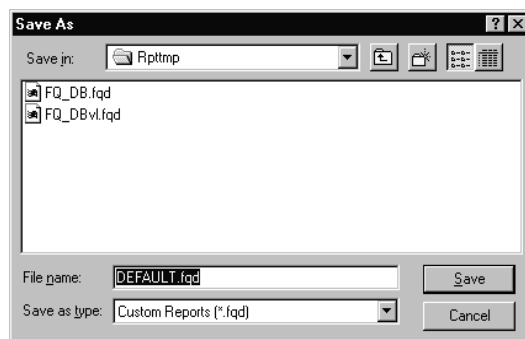 Save As
Save in: Rpttmp
FQ_DB.fqd
FQ_DBvl.fqd
File name: DEFAULT.fqd Save
Save as type: Custom Reports (*.fqd) Cancel